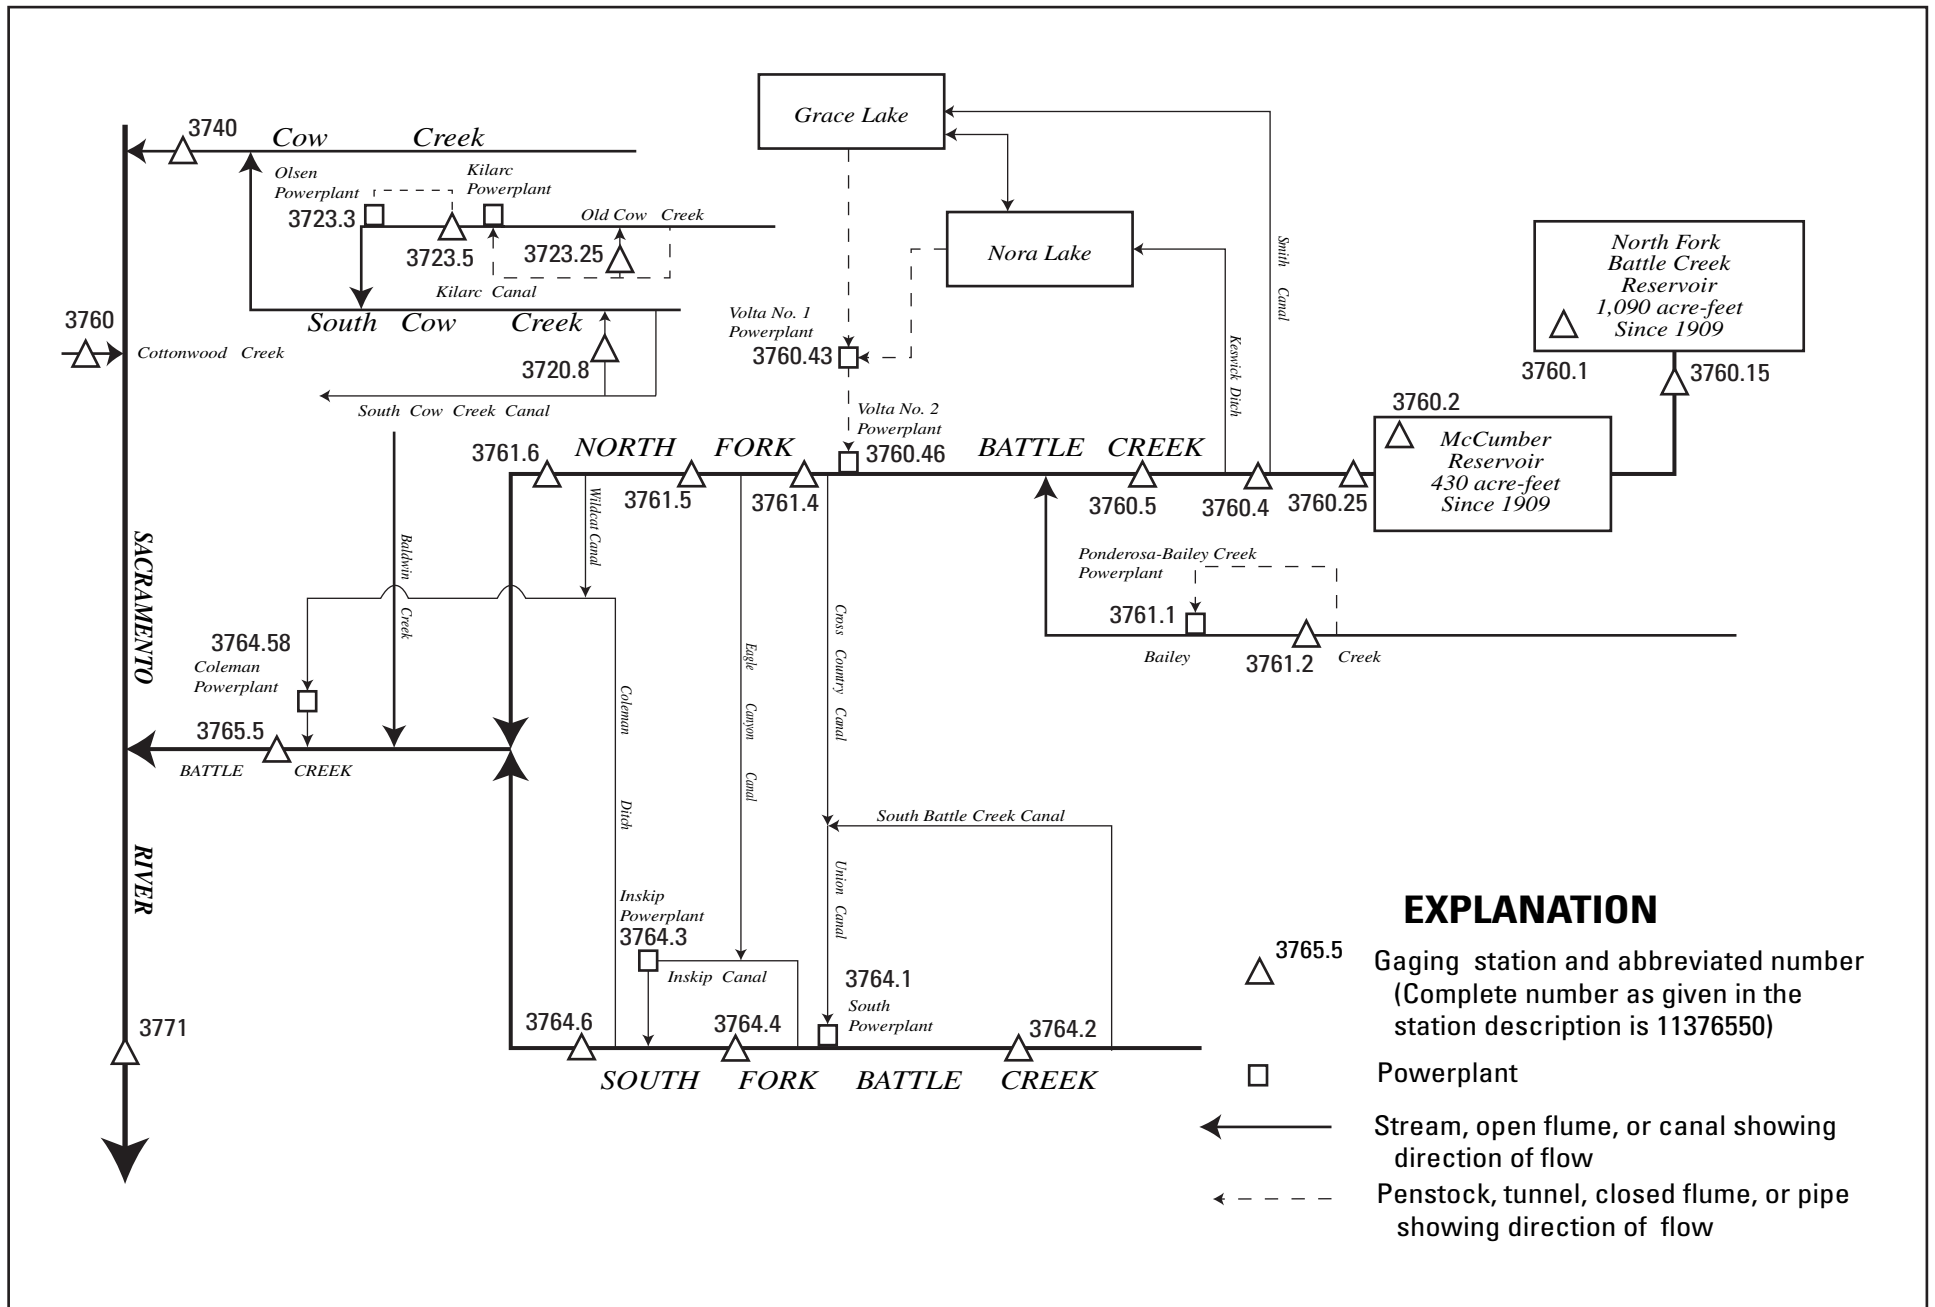 3740
Cow Creek
Olsen
Powerplant
3723.3
Kilarc
Powerplant
Old Cow Creek
3723.5
3723.25
Kilarc Canal
South Cow Creek
3720.8
South Cow Creek Canal
3760
Cottonwood Creek
Grace Lake
Nora Lake
Smith Canal
Keswick Ditch
Volta No. 1
Powerplant
3760.43
Volta No. 2
Powerplant
3760.46
North Fork
Battle Creek
Reservoir
1,090 acre-feet
Since 1909
3760.1
3760.15
3760.2
McCumber
Reservoir
430 acre-feet
Since 1909
NORTH FORK BATTLE CREEK
3761.6
3761.5
3761.4
3760.5
3760.4
3760.25
Wildcat Canal
Baldwin Creek
SACRAMENTO RIVER
Ponderosa-Bailey Creek
Powerplant
3761.1
3761.2
Bailey Creek
3764.58
Coleman
Powerplant
3765.5
BATTLE CREEK
Coleman Ditch
Eagle Canyon Canal
Cross Country Canal
South Battle Creek Canal
Union Canal
Inskip
Powerplant
3764.3
Inskip Canal
3764.1
South
Powerplant
3764.6
3764.4
3764.2
SOUTH FORK BATTLE CREEK
3771
EXPLANATION
3765.5
Gaging station and abbreviated number
(Complete number as given in the
station description is 11376550)
Powerplant
Stream, open flume, or canal showing
direction of flow
Penstock, tunnel, closed flume, or pipe
showing direction of flow